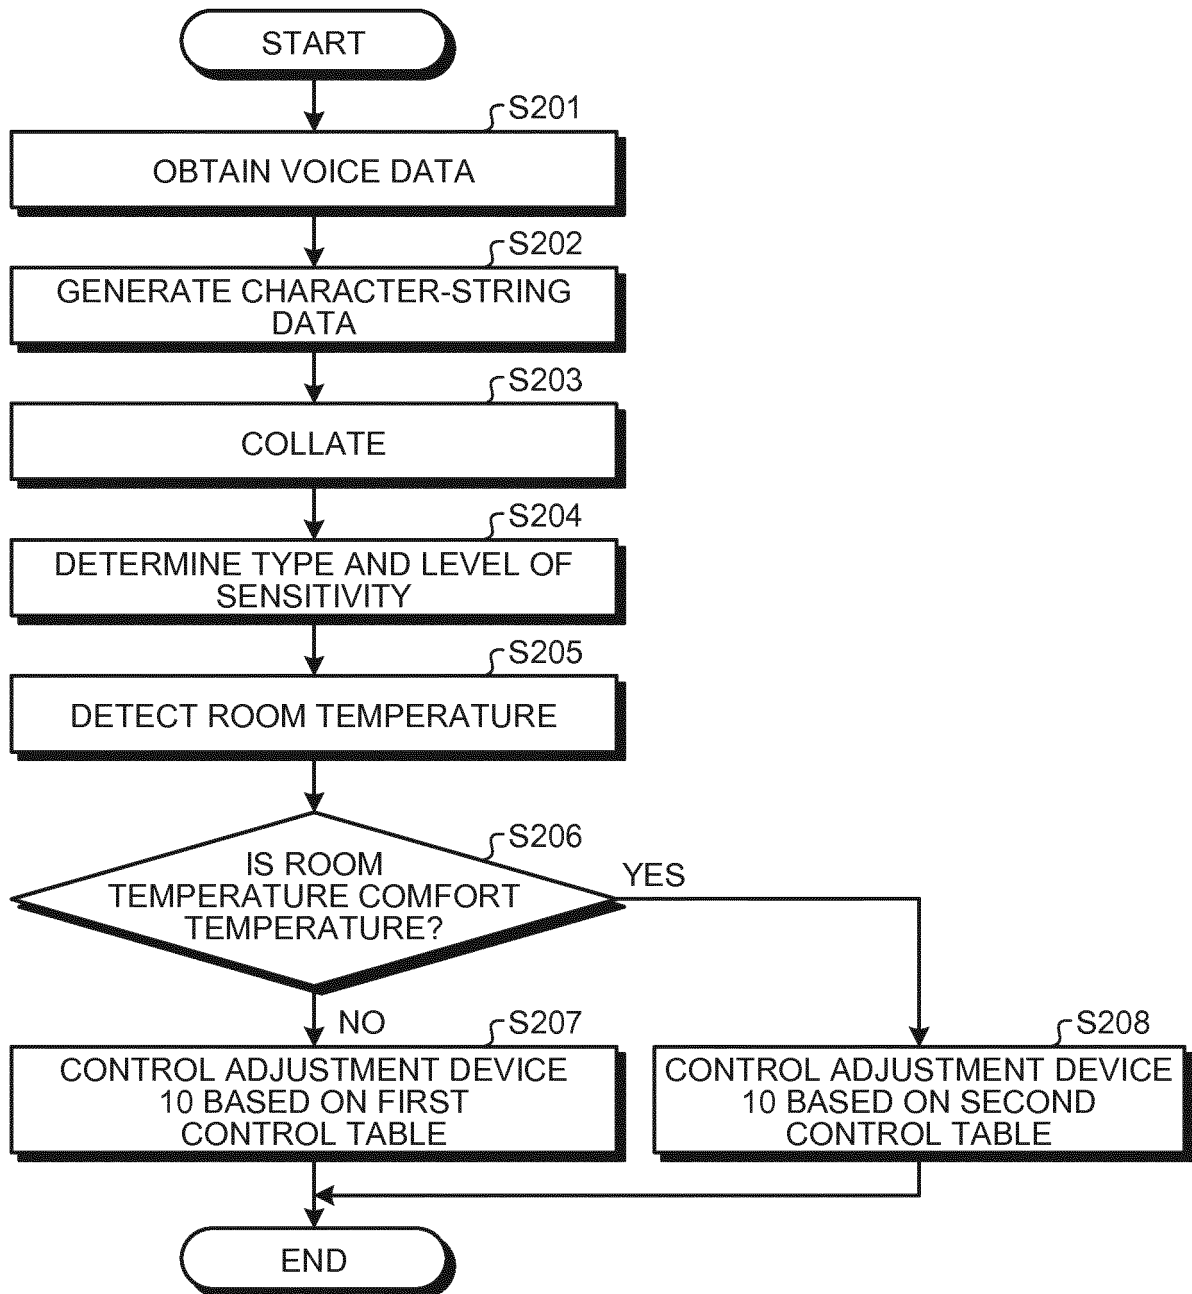 START
S201
OBTAIN VOICE DATA
S202
GENERATE CHARACTER-STRING
DATA
S203
COLLATE
S204
DETERMINE TYPE AND LEVEL OF
SENSITIVITY
S205
DETECT ROOM TEMPERATURE
S206
IS ROOM
TEMPERATURE COMFORT
TEMPERATURE?
YES
NO
S207
CONTROL ADJUSTMENT DEVICE
10 BASED ON FIRST
CONTROL TABLE
S208
CONTROL ADJUSTMENT DEVICE
10 BASED ON SECOND
CONTROL TABLE
END